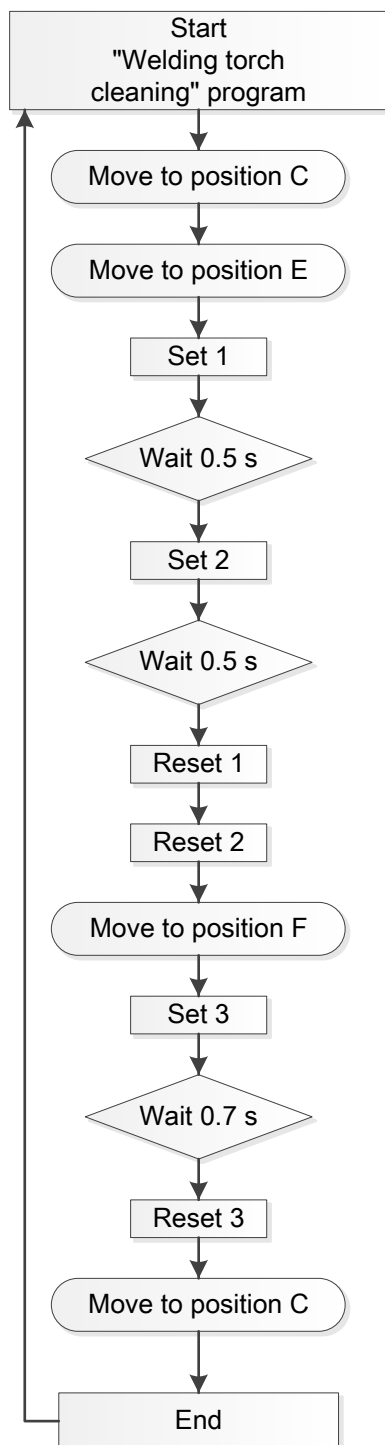 Start
"Welding torch
cleaning" program
Move to position C
Move to position E
Set 1
Wait 0.5 s
Set 2
Wait 0.5 s
Reset 1
Reset 2
Move to position F
Set 3
Wait 0.7 s
Reset 3
Move to position C
End